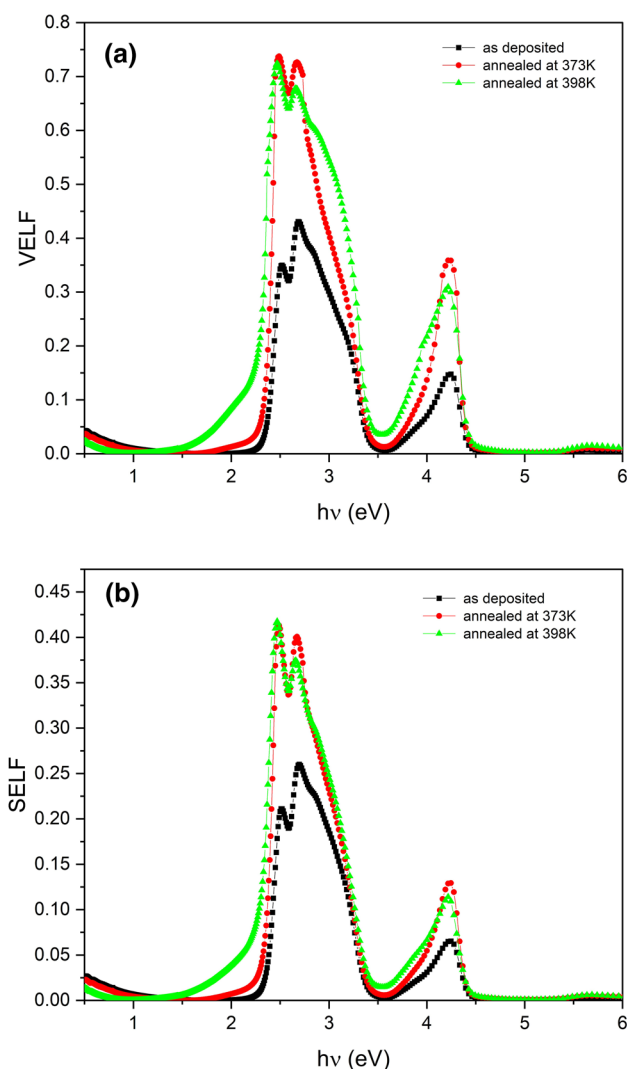 (a)
as deposited
annealed at 373K
annealed at 398K
0.8
0.7
0.6
0.5
0.4
0.3
0.2
0.1
0.0
VELF
1 2 3 4 5 6
hν (eV)
(b)
as deposited
annealed at 373K
annealed at 398K
0.45
0.40
0.35
0.30
0.25
0.20
0.15
0.10
0.05
0.00
SELF
1 2 3 4 5 6
hν (eV)